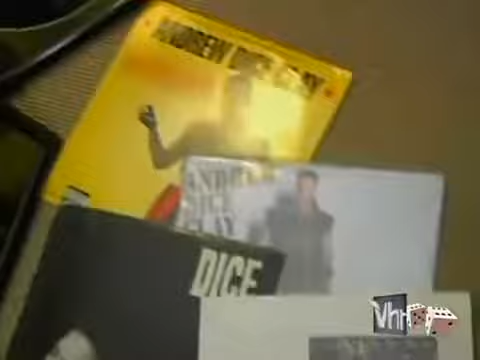 ANDREW DICE CLAY
ANDREW
DICE
CLAY
DICE
Vh1